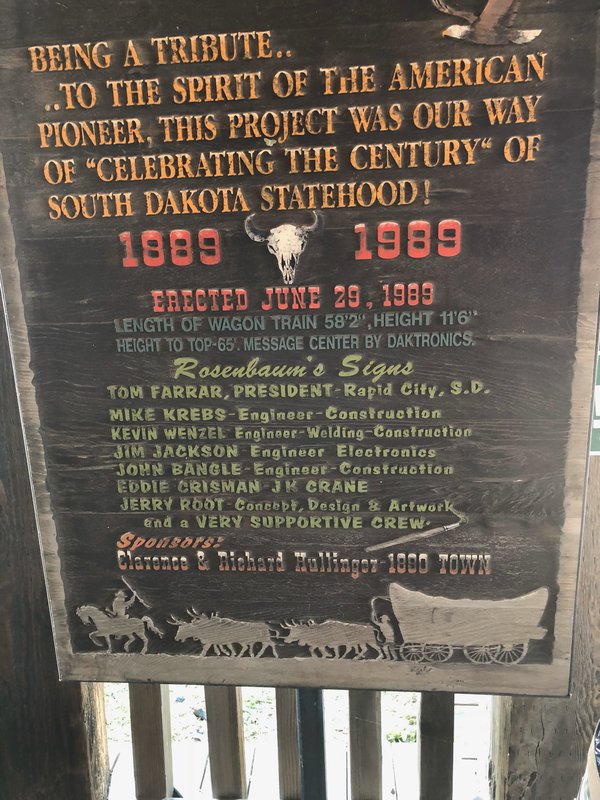 BEING A TRIBUTE..
..TO THE SPIRIT OF THE AMERICAN
PIONEER, THIS PROJECT WAS OUR WAY
OF "CELEBRATING THE CENTURY" OF
SOUTH DAKOTA STATEHOOD!
1889 1989
ERECTED JUNE 29, 1989
LENGTH OF WAGON TRAIN 58'2", HEIGHT 11'6"
HEIGHT TO TOP-65'. MESSAGE CENTER BY DAKTRONICS.
Rosenbaum's Signs
TOM FARRAR, PRESIDENT-Rapid City, S.D.
MIKE KREBS-Engineer-Construction
KEVIN WENZEL Engineer-Welding-Construction
JIM JACKSON-Engineer Electronics
JOHN BANGLE-Engineer-Construction
EDDIE CRISMAN-JK CRANE
JERRY ROOT-Concept, Design & Artwork
and a VERY SUPPORTIVE CREW.
Sponsors:
Clarence & Richard Hullinger-1880 TOWN